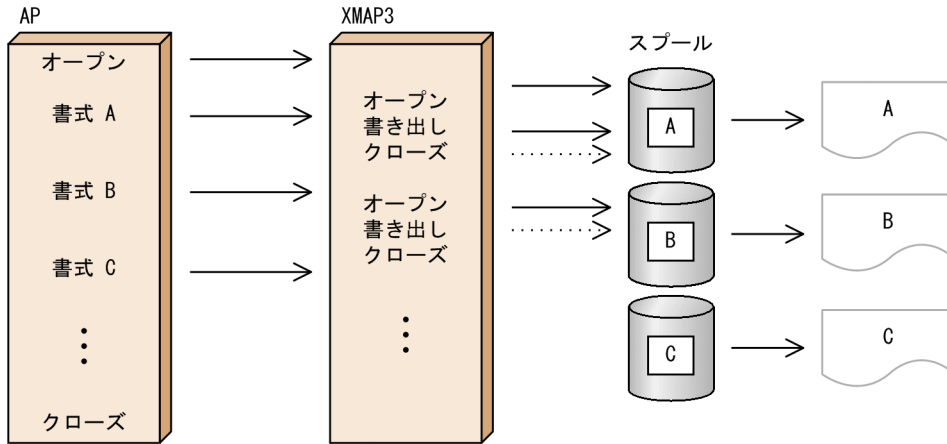 AP
オープン
書式 A
書式 B
書式 C
クローズ
XMAP3
オープン
書き出し
クローズ
オープン
書き出し
クローズ
スプール
A
B
C
A
B
C